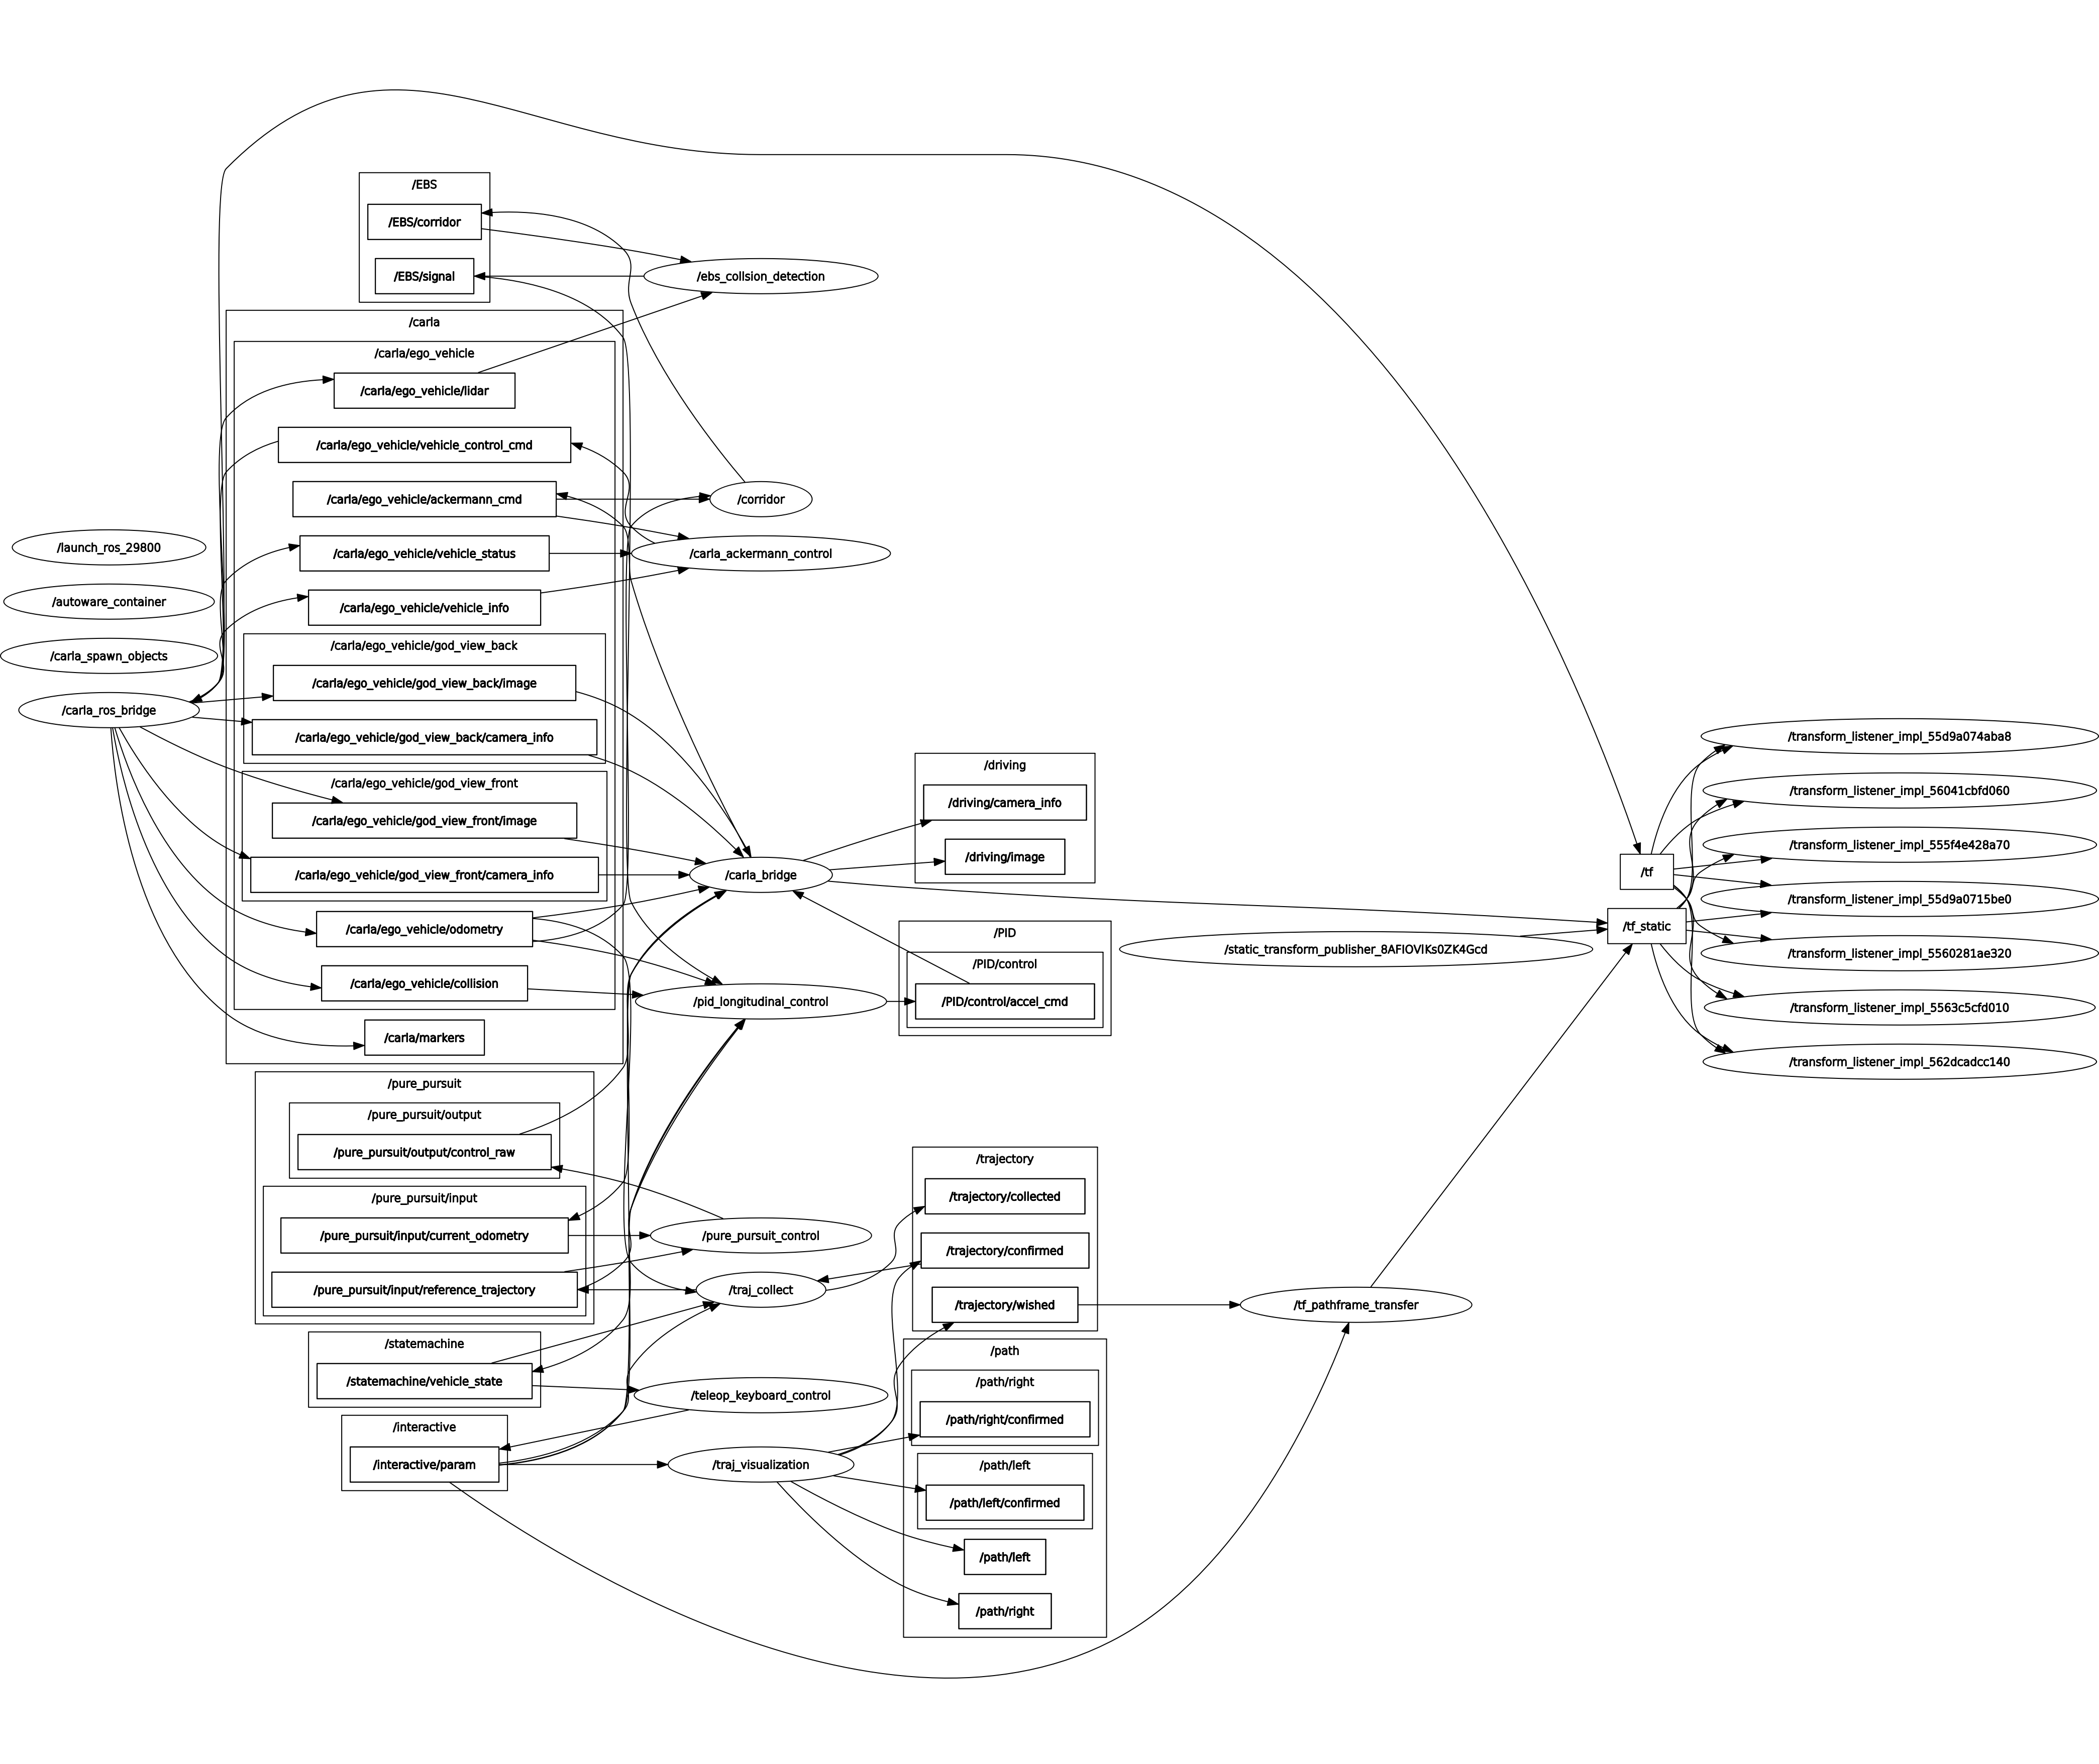 /EBS
/EBS/corridor
/EBS/signal
/ebs_collsion_detection
/carla
/carla/ego_vehicle
/carla/ego_vehicle/lidar
/carla/ego_vehicle/vehicle_control_cmd
/carla/ego_vehicle/ackermann_cmd
/corridor
/carla/ego_vehicle/vehicle_status
/carla_ackermann_control
/carla/ego_vehicle/vehicle_info
/launch_ros_29800
/autoware_container
/carla_spawn_objects
/carla_ros_bridge
/carla/ego_vehicle/god_view_back
/carla/ego_vehicle/god_view_back/image
/carla/ego_vehicle/god_view_back/camera_info
/carla/ego_vehicle/god_view_front
/carla/ego_vehicle/god_view_front/image
/carla/ego_vehicle/god_view_front/camera_info
/carla/ego_vehicle/odometry
/carla/ego_vehicle/collision
/carla/markers
/carla_bridge
/pid_longitudinal_control
/driving
/driving/camera_info
/driving/image
/PID
/PID/control
/PID/control/accel_cmd
/static_transform_publisher_8AFIOVlKs0ZK4Gcd
/tf
/tf_static
/transform_listener_impl_55d9a074aba8
/transform_listener_impl_56041cbfd060
/transform_listener_impl_555f4e428a70
/transform_listener_impl_55d9a0715be0
/transform_listener_impl_5560281ae320
/transform_listener_impl_5563c5cfd010
/transform_listener_impl_562dcadcc140
/pure_pursuit
/pure_pursuit/output
/pure_pursuit/output/control_raw
/pure_pursuit/input
/pure_pursuit/input/current_odometry
/pure_pursuit/input/reference_trajectory
/pure_pursuit_control
/traj_collect
/statemachine
/statemachine/vehicle_state
/teleop_keyboard_control
/interactive
/interactive/param
/traj_visualization
/trajectory
/trajectory/collected
/trajectory/confirmed
/trajectory/wished
/tf_pathframe_transfer
/path
/path/right
/path/right/confirmed
/path/left
/path/left/confirmed
/path/left
/path/right